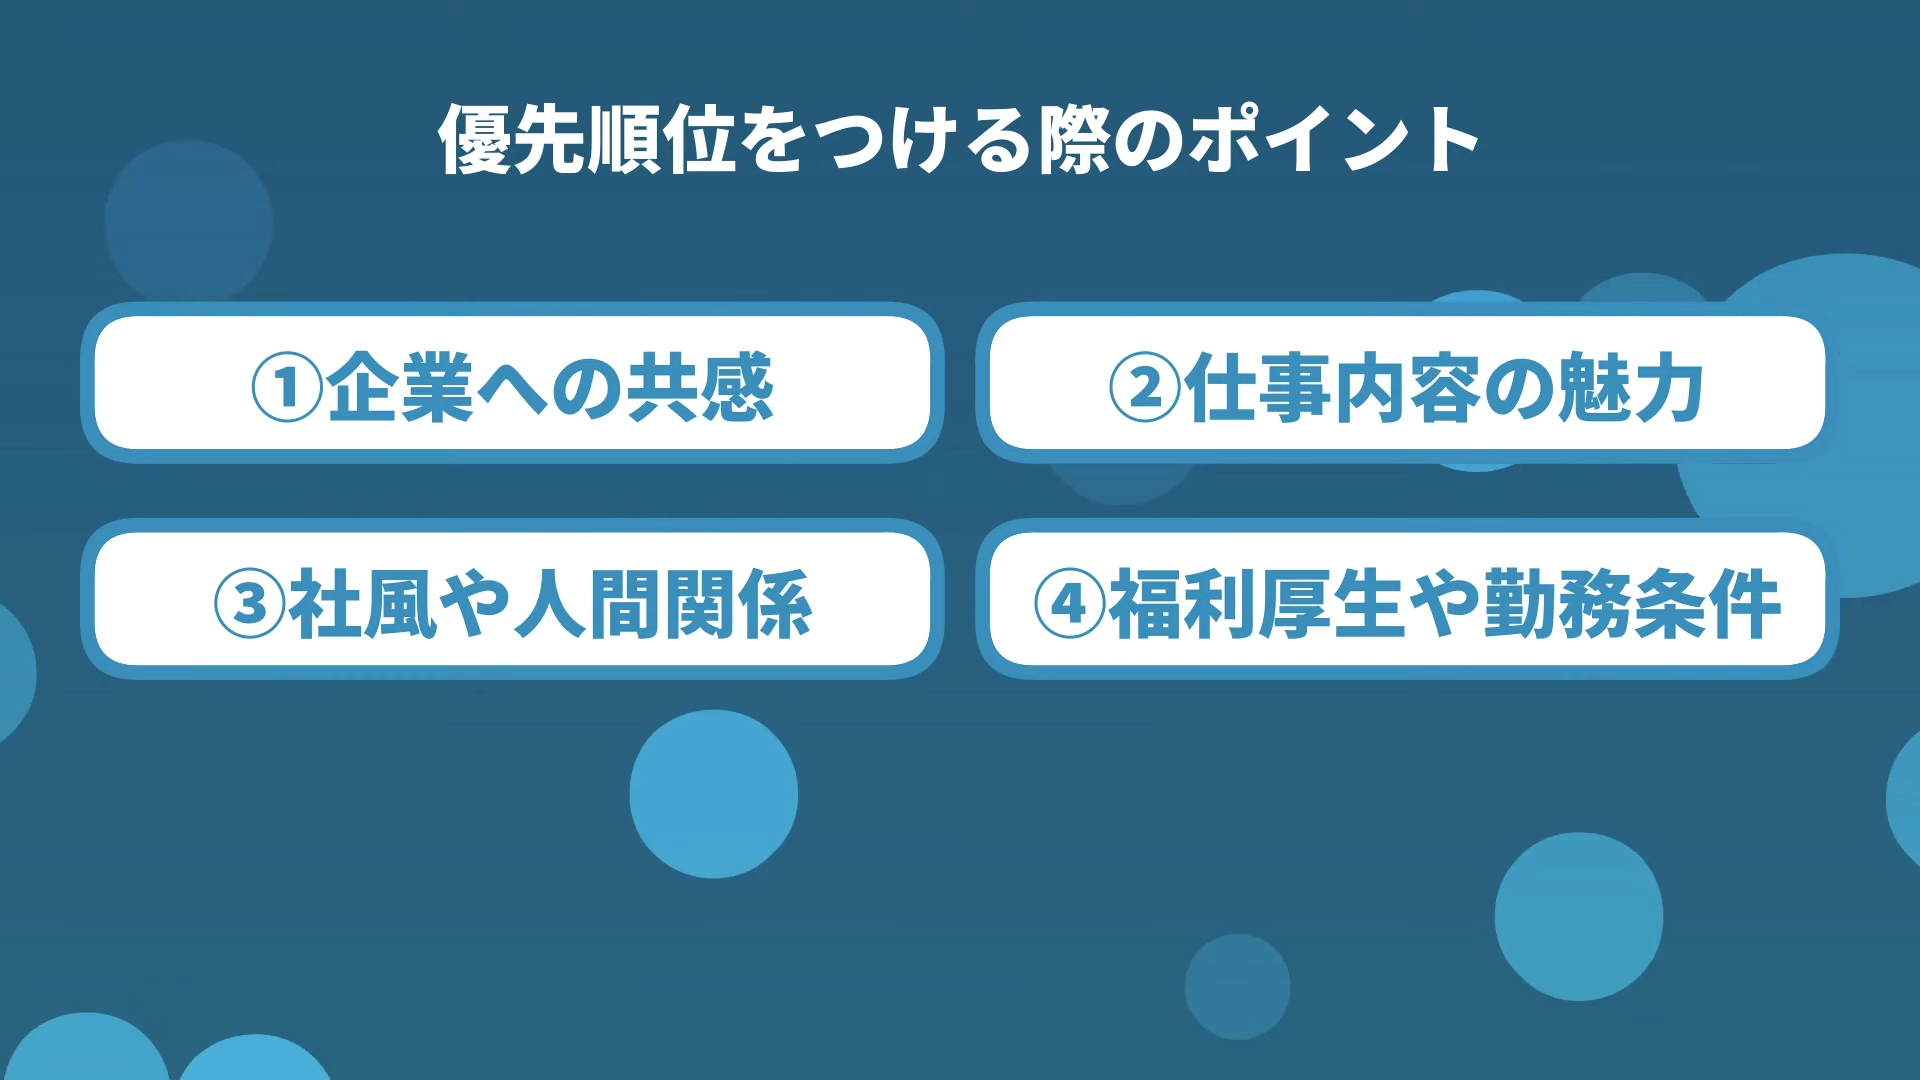 優先順位をつける際のポイント
①企業への共感
②仕事内容の魅力
③社風や人間関係
④福利厚生や勤務条件